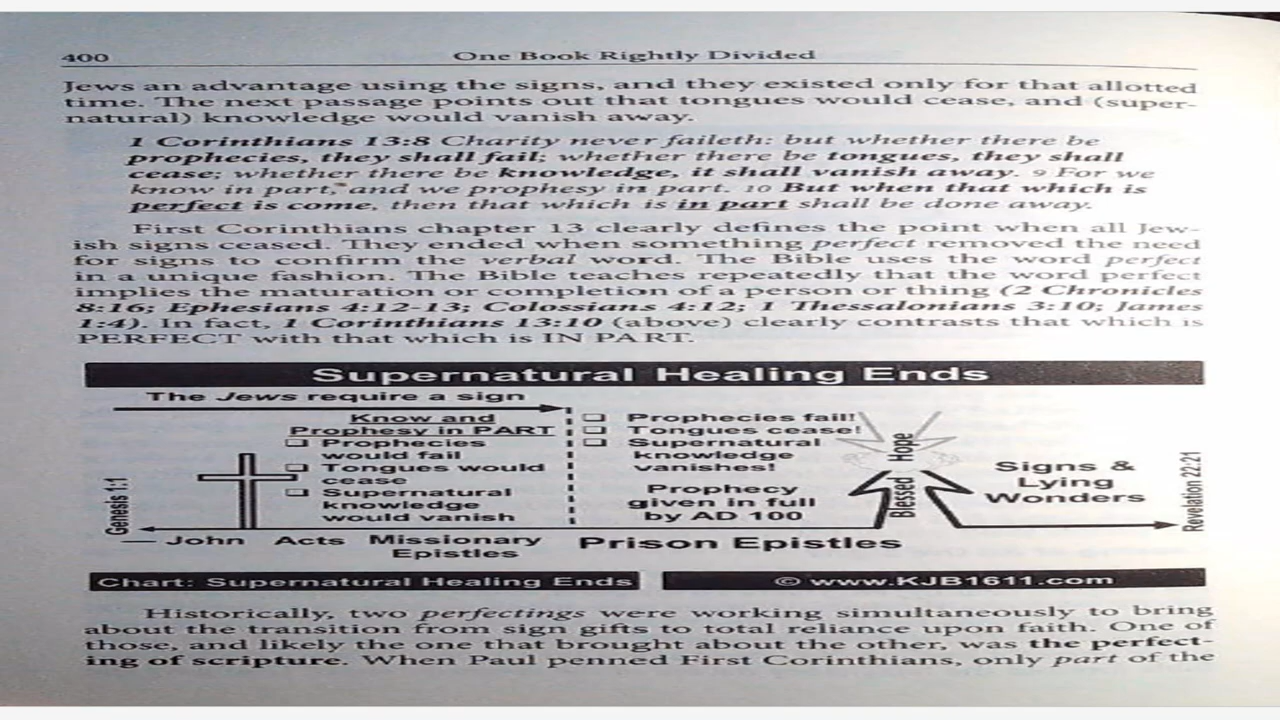 400
One Book Rightly Divided
Jews an advantage using the signs, and they existed only for that allotted
time. The next passage points out that tongues would cease, and (super-
natural) knowledge would vanish away.
1 Corinthians 13:8 Charity never faileth: but whether there be
prophecies, they shall fail; whether there be tongues, they shall
cease; whether there be knowledge, it shall vanish away. 9 For we
know in part, and we prophesy in part. 10 But when that which is
perfect is come, then that which is in part shall be done away.
First Corinthians chapter 13 clearly defines the point when all Jew-
ish signs ceased. They ended when something perfect removed the need
for signs to confirm the verbal word. The Bible uses the word perfect
in a unique fashion. The Bible teaches repeatedly that the word perfect
implies the maturation or completion of a person or thing (2 Chronicles
8:16; Ephesians 4:12-13; Colossians 4:12; 1 Thessalonians 3:10; James
1:4). In fact, 1 Corinthians 13:10 (above) clearly contrasts that which is
PERFECT with that which is IN PART.
Supernatural Healing Ends
The Jews require a sign
Know and
Prophesy in PART
Prophecies
would fail
Tongues would
cease
Supernatural
knowledge
would vanish
Prophecies fail!
Tongues cease!
Supernatural
knowledge
vanishes!
Prophecy
given in full
by AD 100
Blessed Hope
Signs &
Lying
Wonders
Genesis 1:1
Revelation 22:21
John Acts Missionary
Epistles
Prison Epistles
Chart: Supernatural Healing Ends
© www.KJB1611.com
Historically, two perfectings were working simultaneously to bring
about the transition from sign gifts to total reliance upon faith. One of
those, and likely the one that brought about the other, was the perfect-
ing of scripture. When Paul penned First Corinthians, only part of the